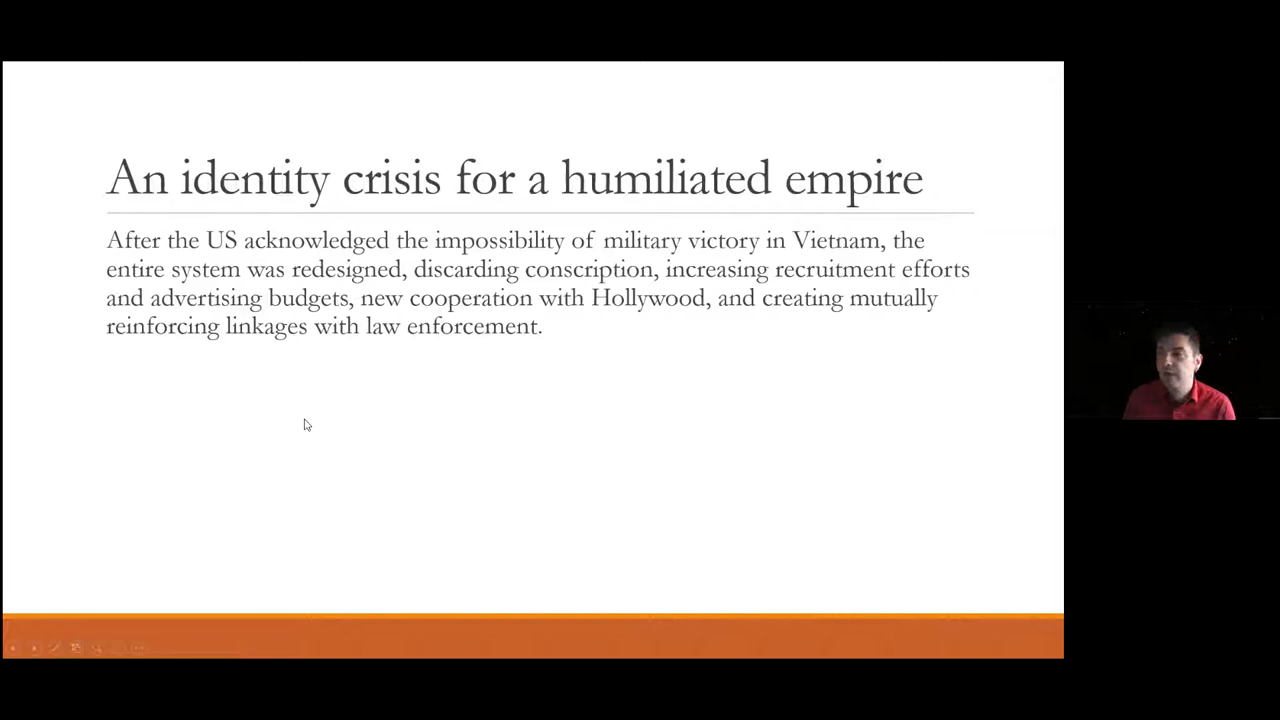 An identity crisis for a humiliated empire
After the US acknowledged the impossibility of military victory in Vietnam, the
entire system was redesigned, discarding conscription, increasing recruitment efforts
and advertising budgets, new cooperation with Hollywood, and creating mutually
reinforcing linkages with law enforcement.